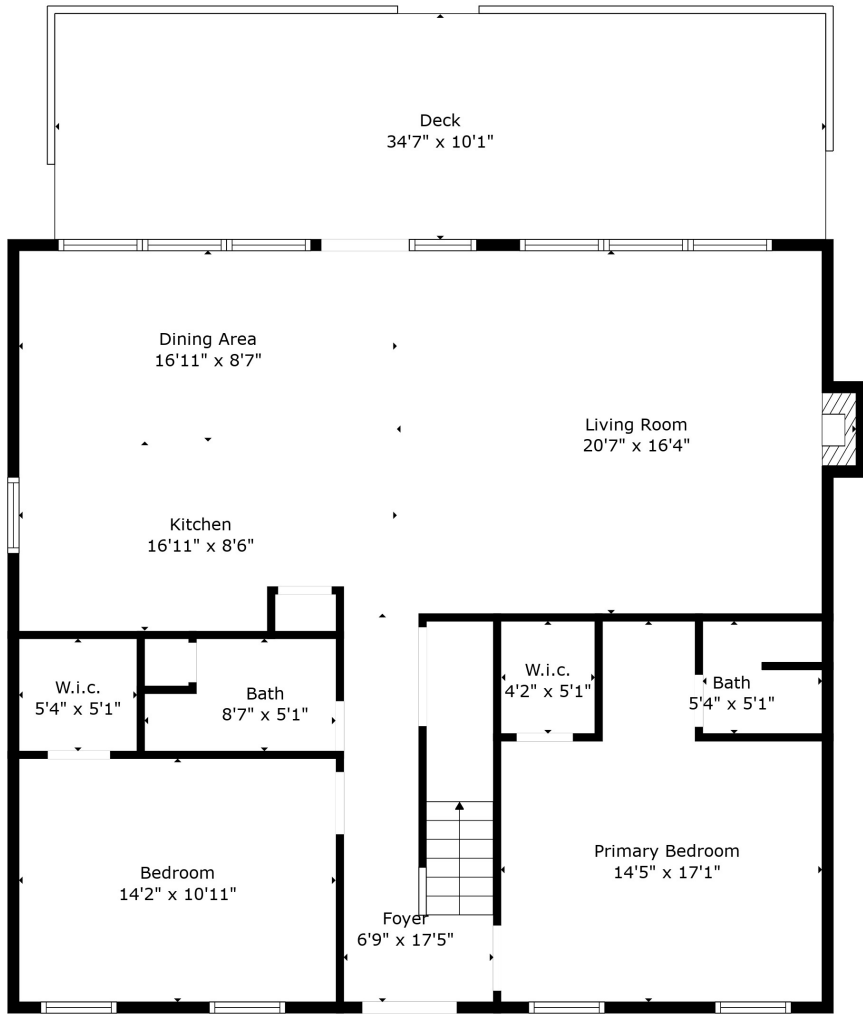 Deck
34'7" x 10'1"
Dining Area
16'11" x 8'7"
Living Room
20'7" x 16'4"
Kitchen
16'11" x 8'6"
W.i.c.
5'4" x 5'1"
Bath
8'7" x 5'1"
W.i.c.
4'2" x 5'1"
Bath
5'4" x 5'1"
Bedroom
14'2" x 10'11"
Primary Bedroom
14'5" x 17'1"
Foyer
6'9" x 17'5"